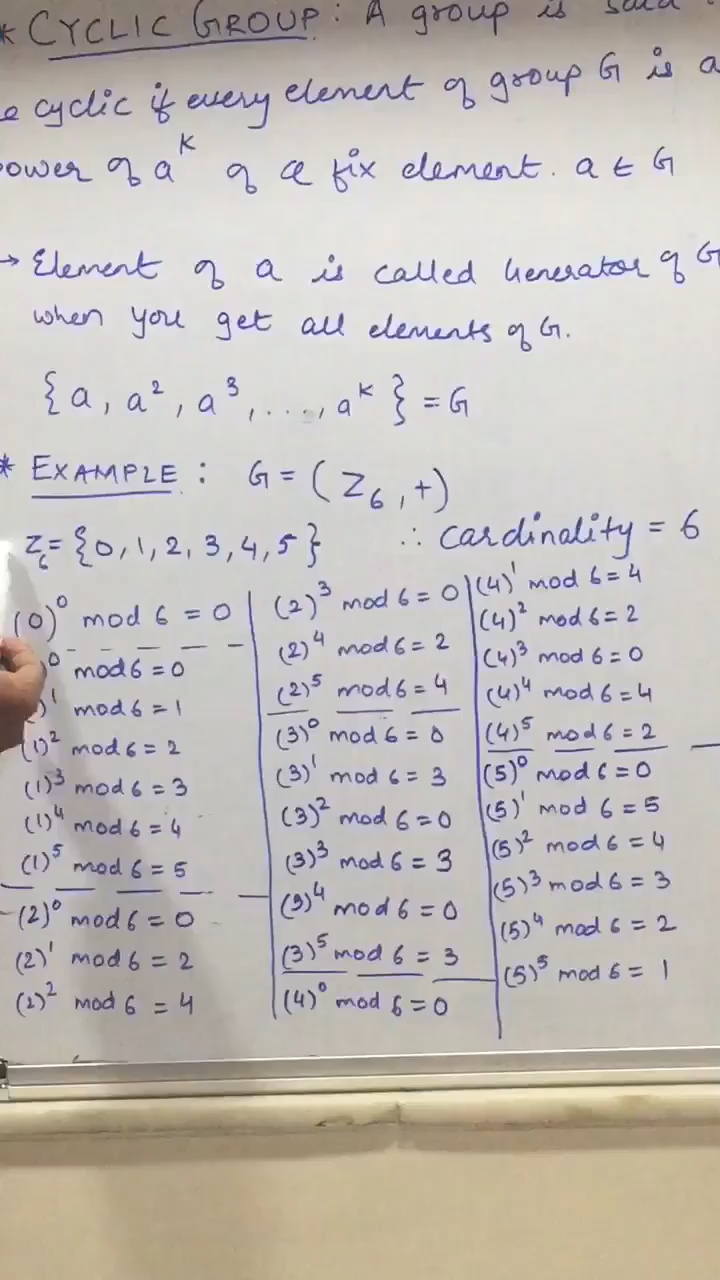 * CYCLIC GROUP : A group is said
e cyclic if every element of group G is a
ower of a^k of a fix element. a ∈ G
→ Element of a is called Generator of G
when you get all elements of G.
{a, a², a³, ...., a^k} = G
* EXAMPLE : G = (Z₆, +)
Z₆ = {0, 1, 2, 3, 4, 5} ∴ cardinality = 6
(0)⁰ mod 6 = 0
)⁰ mod 6 = 0
)¹ mod 6 = 1
(1)² mod 6 = 2
(1)³ mod 6 = 3
(1)⁴ mod 6 = 4
(1)⁵ mod 6 = 5
(2)⁰ mod 6 = 0
(2)¹ mod 6 = 2
(2)² mod 6 = 4
(2)³ mod 6 = 0
(2)⁴ mod 6 = 2
(2)⁵ mod 6 = 4
(3)⁰ mod 6 = 0
(3)¹ mod 6 = 3
(3)² mod 6 = 0
(3)³ mod 6 = 3
(3)⁴ mod 6 = 0
(3)⁵ mod 6 = 3
(4)⁰ mod 6 = 0
(4)¹ mod 6 = 4
(4)² mod 6 = 2
(4)³ mod 6 = 0
(4)⁴ mod 6 = 4
(4)⁵ mod 6 = 2
(5)⁰ mod 6 = 0
(5)¹ mod 6 = 5
(5)² mod 6 = 4
(5)³ mod 6 = 3
(5)⁴ mod 6 = 2
(5)⁵ mod 6 = 1